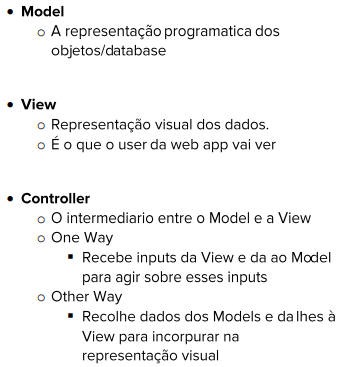 Model
A representação programatica dos
objetos/database
View
Representação visual dos dados.
É o que o user da web app vai ver
Controller
O intermediario entre o Model e a View
One Way
Recebe inputs da View e da ao Model
para agir sobre esses inputs
Other Way
Recolhe dados dos Models e da lhes à
View para incorpurar na
representação visual